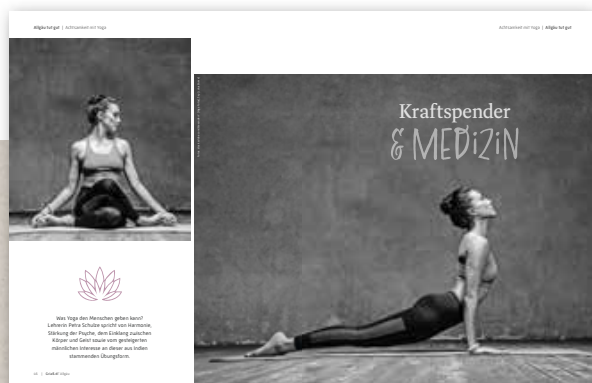 Allgäu tut gut | Achtsamkeit mit Yoga
Achtsamkeit mit Yoga | Allgäu tut gut
Kraftspender
& MEDiZiN
Was Yoga den Menschen geben kann?
Lehrerin Petra Schulze spricht von Harmonie,
Stärkung der Psyche, dem Einklang zwischen
Körper und Geist sowie vom gesteigerten
männlichen Interesse an dieser aus Indien
stammenden Übungsform.